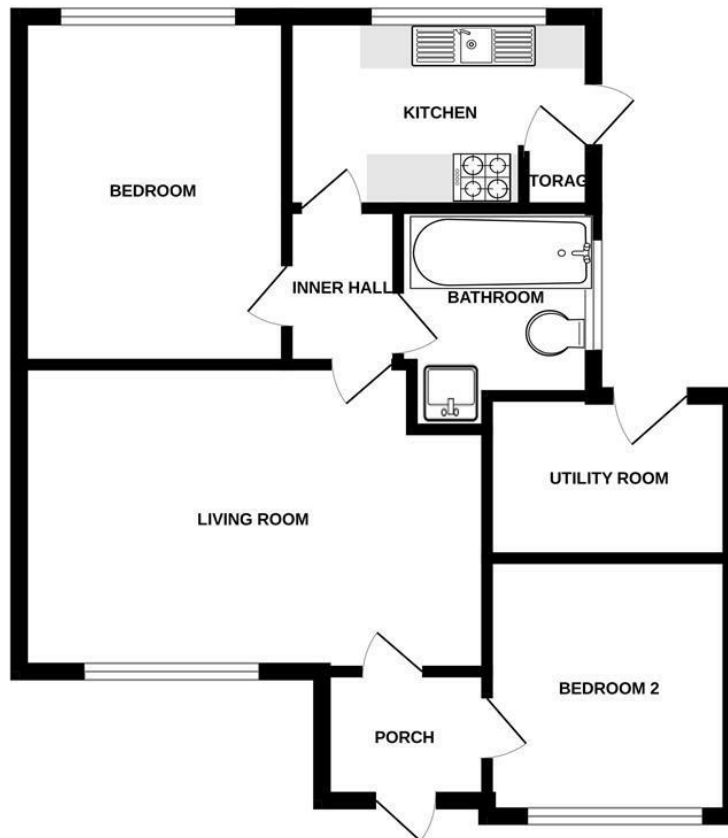 KITCHEN
BEDROOM
TORAG
INNER HALL
BATHROOM
UTILITY ROOM
LIVING ROOM
BEDROOM 2
PORCH